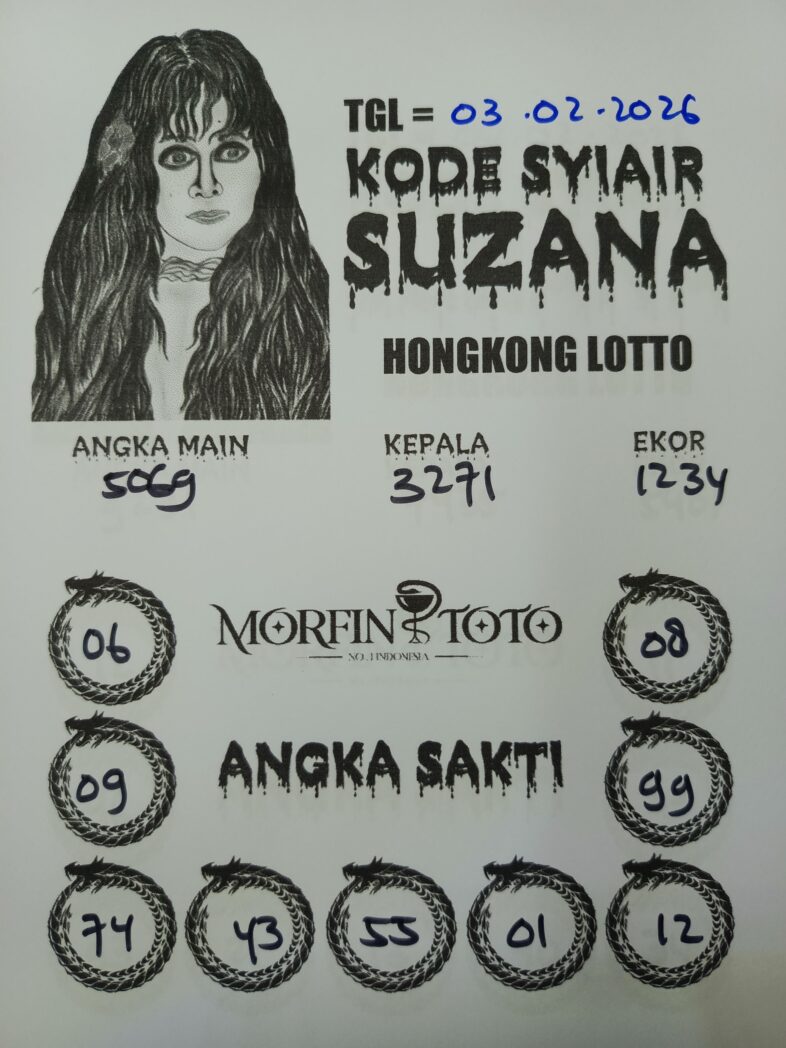 TGL = 03.02.2026
KODE SYIAIR
SUZANA
HONGKONG LOTTO
ANGKA MAIN KEPALA EKOR
5069 3271 1234
06 MORFIN TOTO 08
NO. 1 INDONESIA
09 ANGKA SAKTI 99
74 43 55 01 12